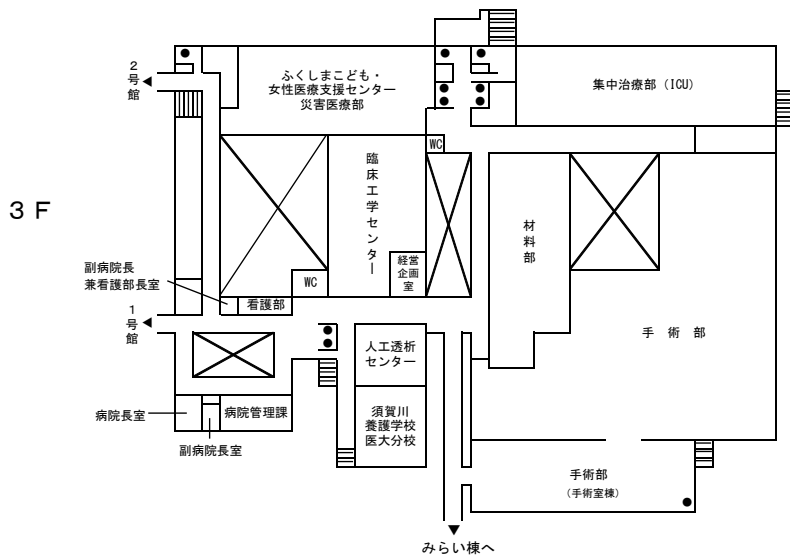 3 F
2号館
ふくしまこども・
女性医療支援センター
災害医療部
集中治療部 (ICU)
WC
臨床工学センター
材料部
副病院長
兼看護部長室
WC
経営
企画
室
看護部
1号館
人工透析
センター
手術部
病院長室
病院管理課
須賀川
養護学校
医大分校
副病院長室
手術部
(手術室棟)
みらい棟へ